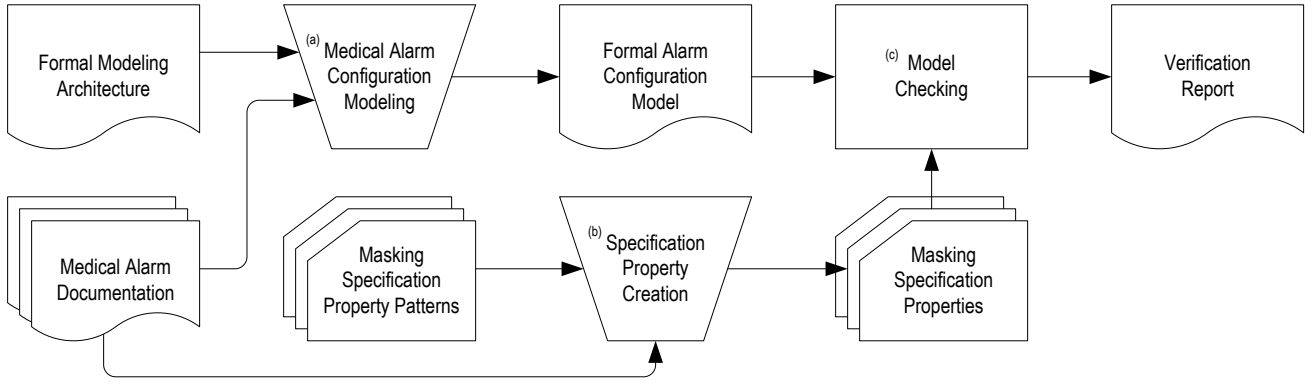 Formal Modeling
Architecture
(a) Medical Alarm
Configuration
Modeling
Formal Alarm
Configuration
Model
(c) Model
Checking
Verification
Report
Medical Alarm
Documentation
Masking
Specification
Property Patterns
(b) Specification
Property
Creation
Masking
Specification
Properties